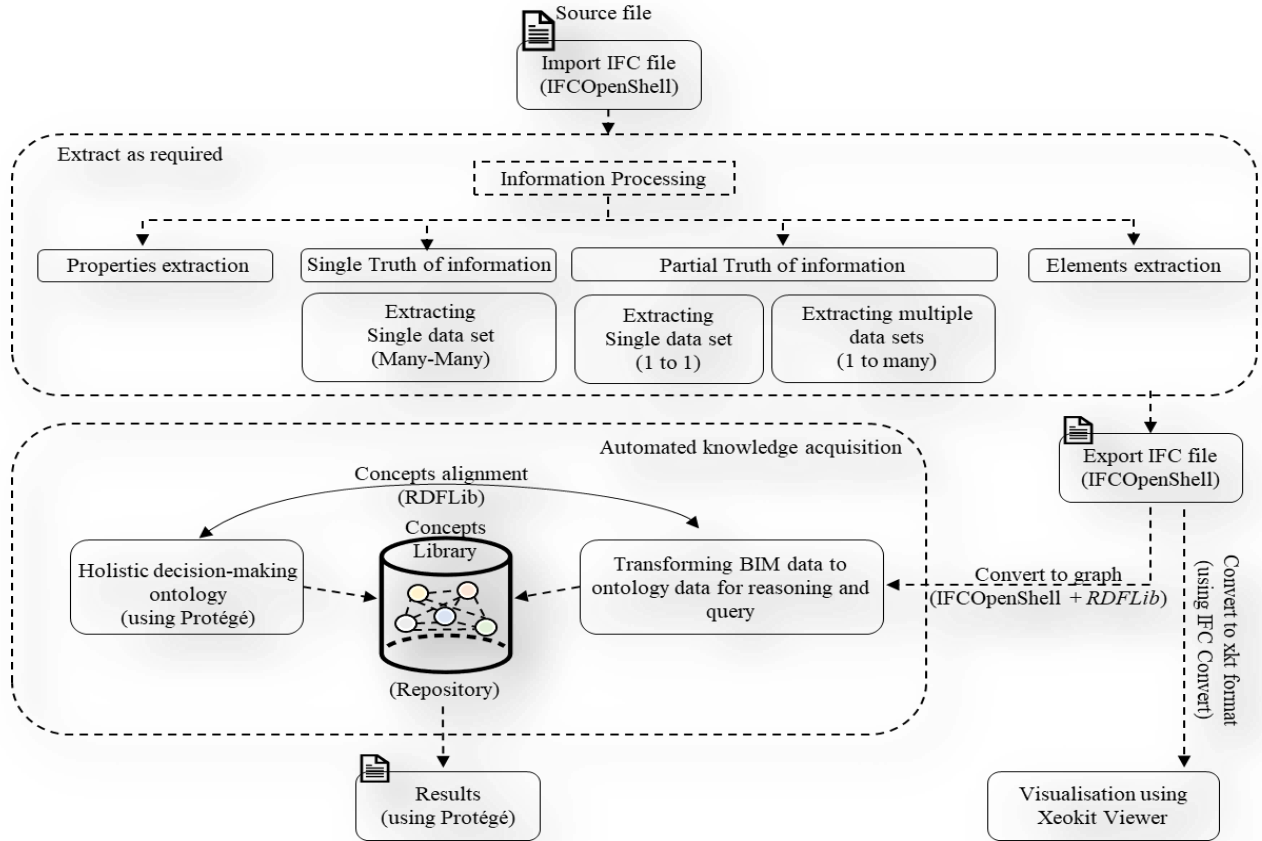 Source file
Import IFC file
(IFCOpenShell)
Extract as required
Information Processing
Properties extraction
Single Truth of information
Partial Truth of information
Elements extraction
Extracting
Single data set
(Many-Many)
Extracting
Single data set
(1 to 1)
Extracting multiple
data sets
(1 to many)
Automated knowledge acquisition
Export IFC file
(IFCOpenShell)
Concepts alignment
(RDFLib)
Concepts
Library
Holistic decision-making
ontology
(using Protégé)
Transforming BIM data to
ontology data for reasoning and
query
Convert to graph
(IFCOpenShell + RDFLib)
Convert to xkt format
(using IFC Convert)
(Repository)
Results
(using Protégé)
Visualisation using
Xeokit Viewer